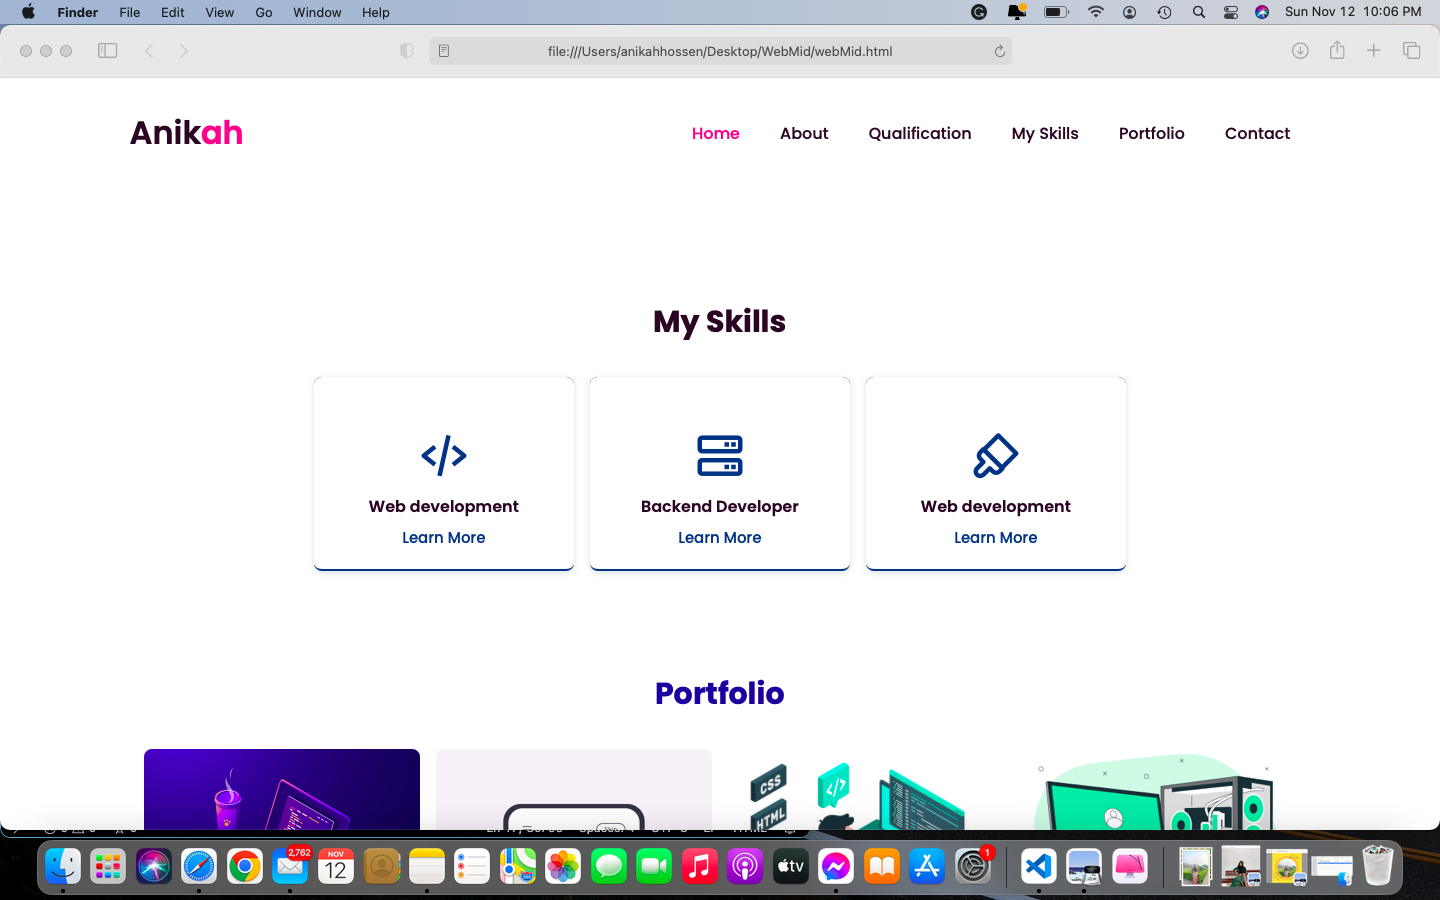 Finder File Edit View Go Window Help
Sun Nov 12 10:06 PM
file:///Users/anikahhossen/Desktop/WebMid/webMid.html
Anikah
Home About Qualification My Skills Portfolio Contact
My Skills
Web development Backend Developer Web development
Learn More Learn More Learn More
Portfolio
CSS
HTML
2,762
NOV
12
tv
1